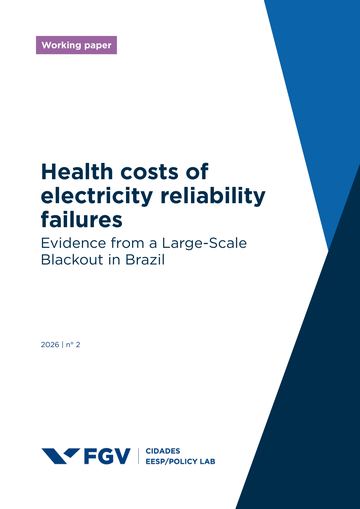 Working paper
Health costs of
electricity reliability
failures
Evidence from a Large-Scale
Blackout in Brazil
2026 | nº 2
FGV
CIDADES
EESP/POLICY LAB